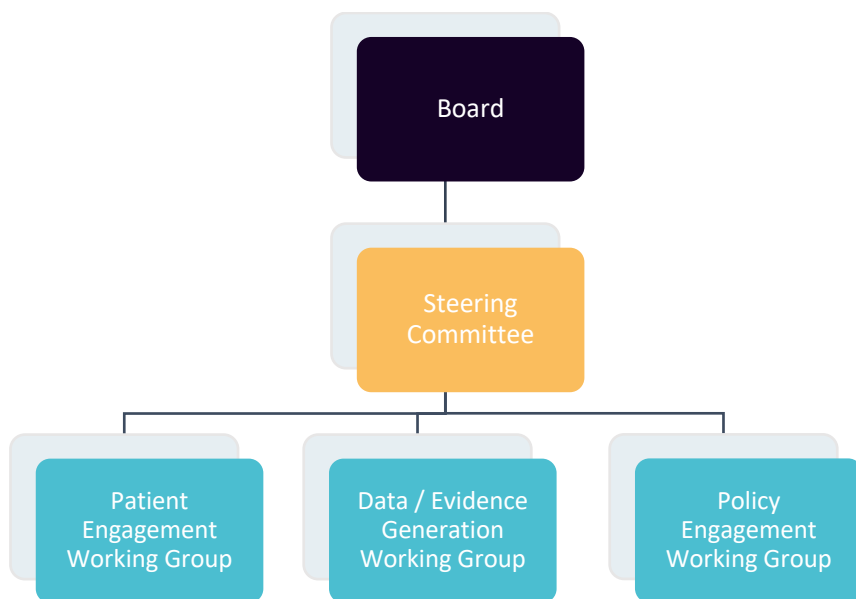 Board
Steering
Committee
Patient
Engagement
Working Group
Data / Evidence
Generation
Working Group
Policy
Engagement
Working Group